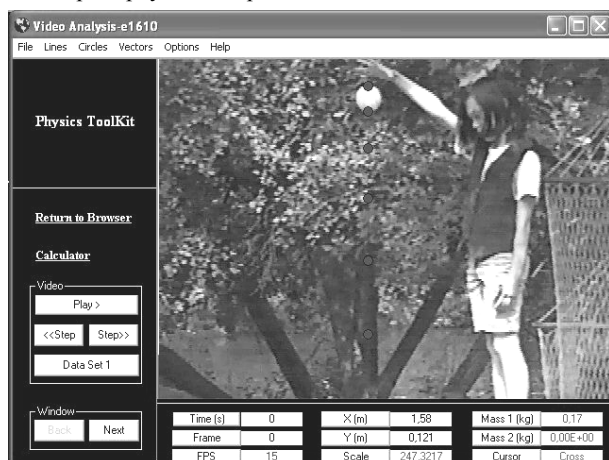 Video Analysis-e1610
File Lines Circles Vectors Options Help
Physics ToolKit
Return to Browser
Calculator
Video
Play >
<<Step Step>>
Data Set 1
Window
Back Next
Time (s) 0 X (m) 1,58 Mass 1 (kg) 0,17
Frame 0 Y (m) 0,121 Mass 2 (kg) 0,00E+00
FPS 15 Scale 247.3217 Cursor Cross